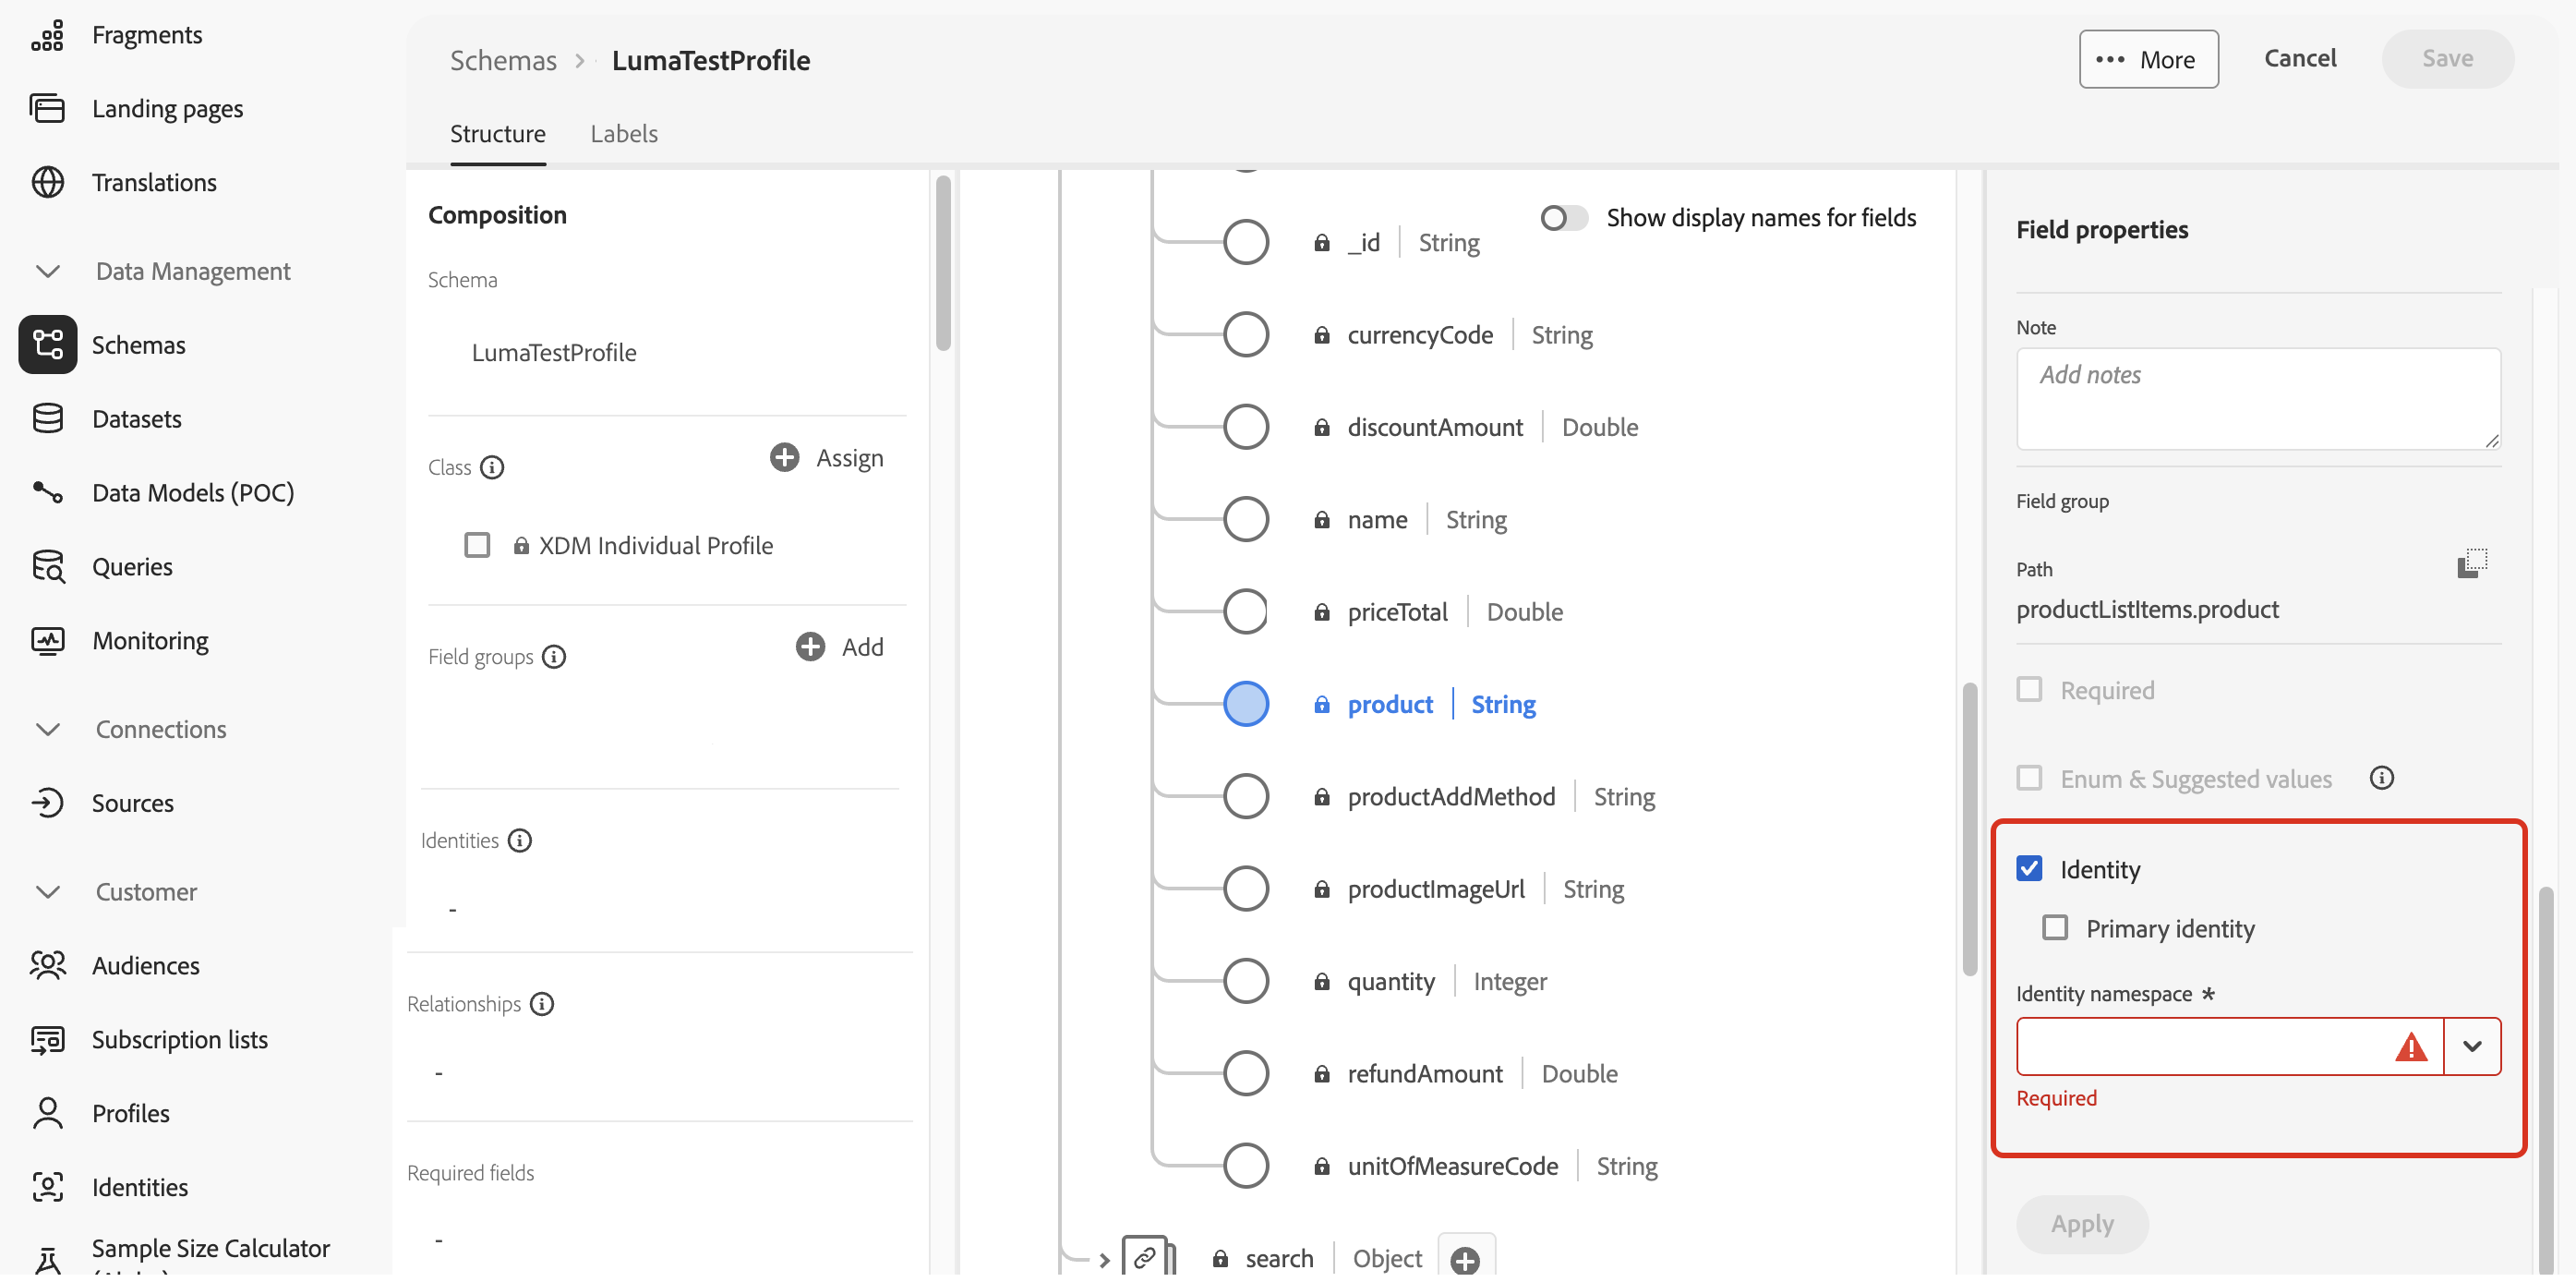 Fragments
Landing pages
Translations
Data Management
Schemas
Datasets
Data Models (POC)
Queries
Monitoring
Connections
Sources
Customer
Audiences
Subscription lists
Profiles
Identities
Sample Size Calculator
Schemas > LumaTestProfile
••• More
Cancel
Save
Structure
Labels
Composition
Schema
LumaTestProfile
Class
Assign
XDM Individual Profile
Field groups
Add
Identities
-
Relationships
-
Required fields
-
Show display names for fields
_id | String
currencyCode | String
discountAmount | Double
name | String
priceTotal | Double
product | String
productAddMethod | String
productImageUrl | String
quantity | Integer
refundAmount | Double
unitOfMeasureCode | String
search | Object
Field properties
Note
Add notes
Field group
Path
productListItems.product
Required
Enum & Suggested values
Identity
Primary identity
Identity namespace *
Required
Apply